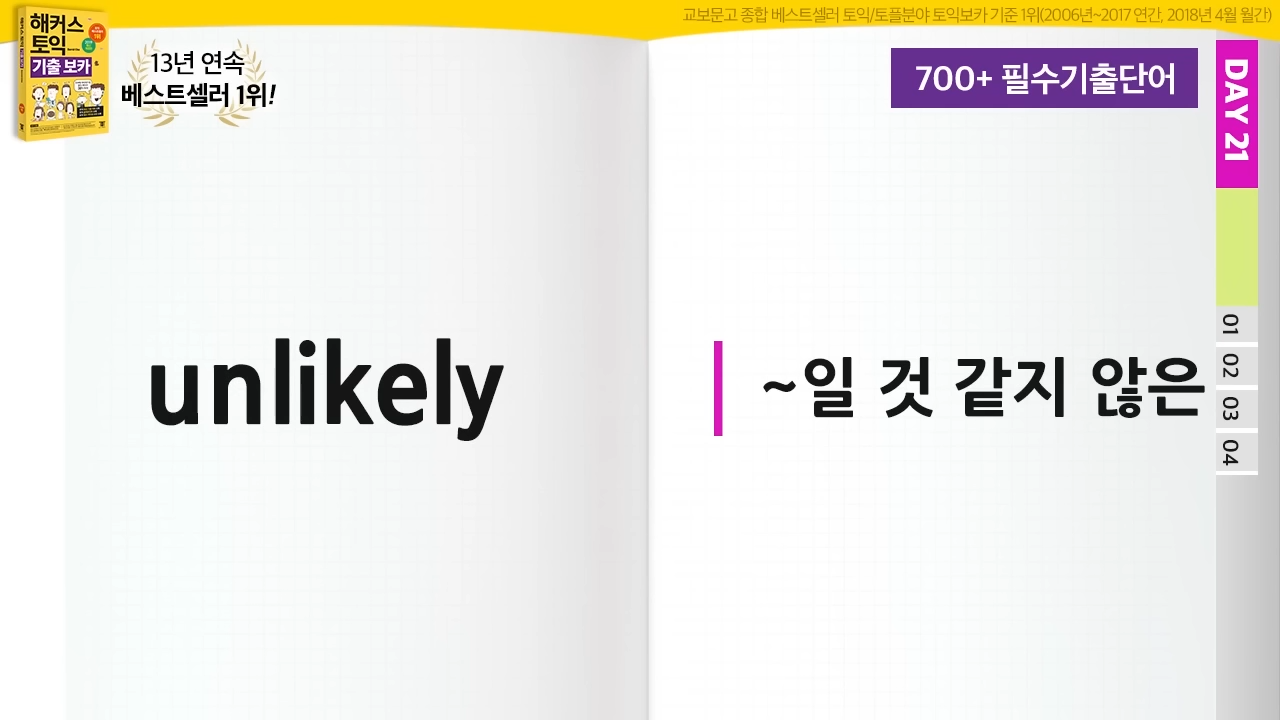 교보문고 종합 베스트셀러 토익/토플분야 토익보카 기준 1위(2006년~2017 연간, 2018년 4월 월간)
해커스
토익
기출 보카
13년 연속
베스트셀러 1위!
700+ 필수기출단어
DAY 21
unlikely
~일 것 같지 않은
01
02
03
04